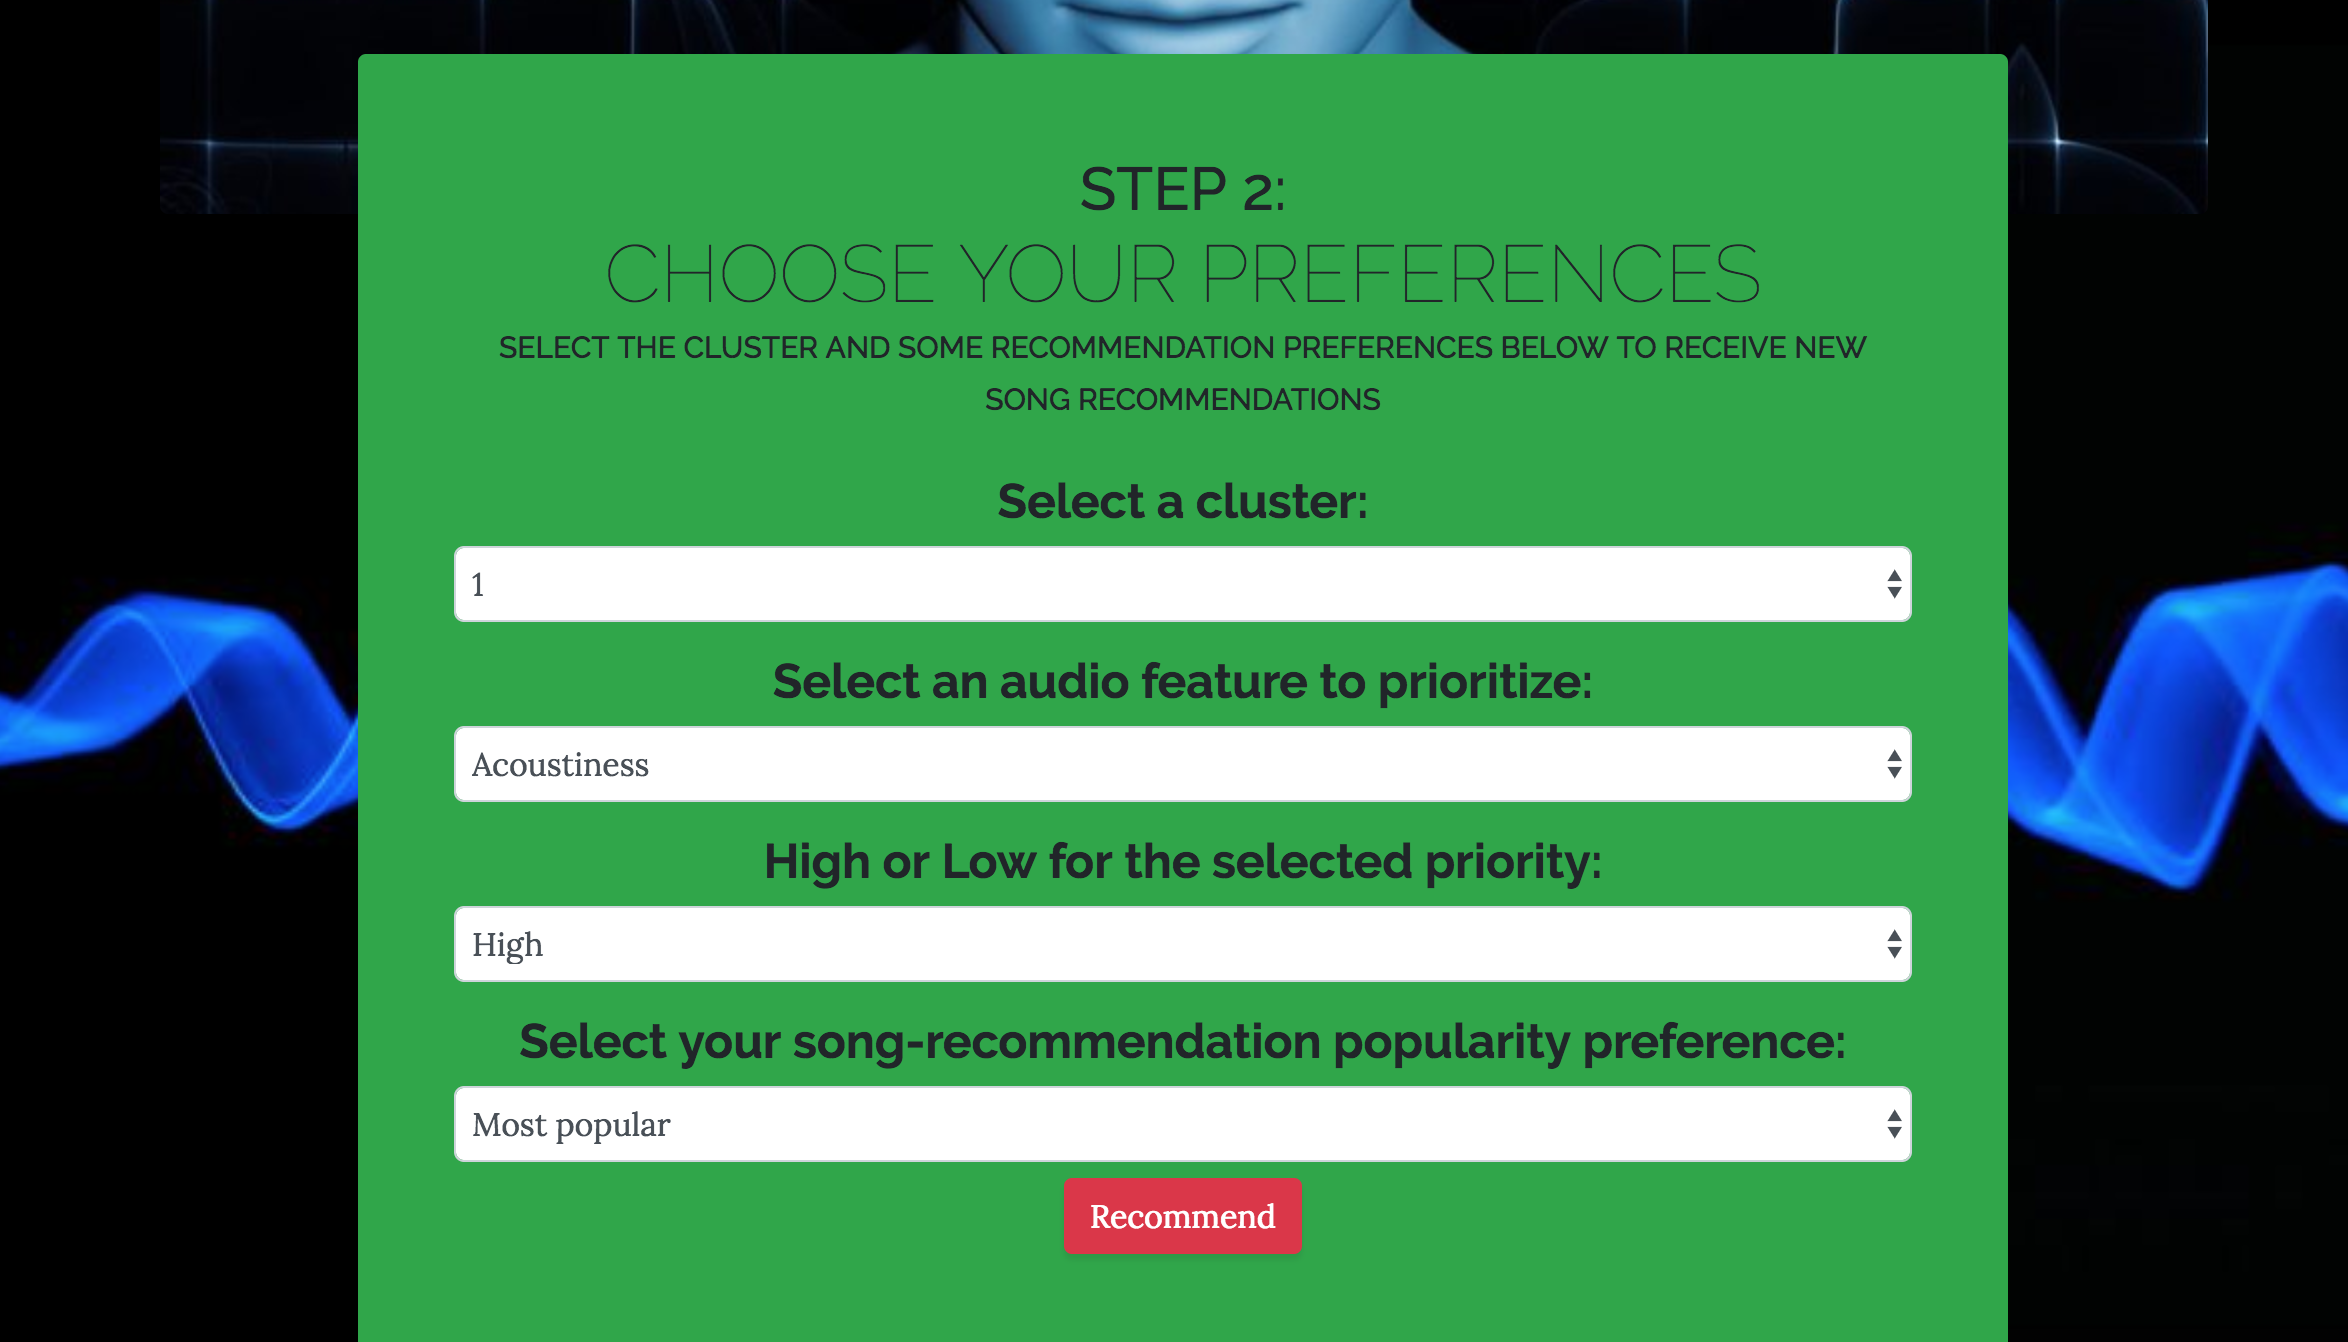 STEP 2:
CHOOSE YOUR PREFERENCES
SELECT THE CLUSTER AND SOME RECOMMENDATION PREFERENCES BELOW TO RECEIVE NEW
SONG RECOMMENDATIONS
Select a cluster:
1
Select an audio feature to prioritize:
Acoustiness
High or Low for the selected priority:
High
Select your song-recommendation popularity preference:
Most popular
Recommend